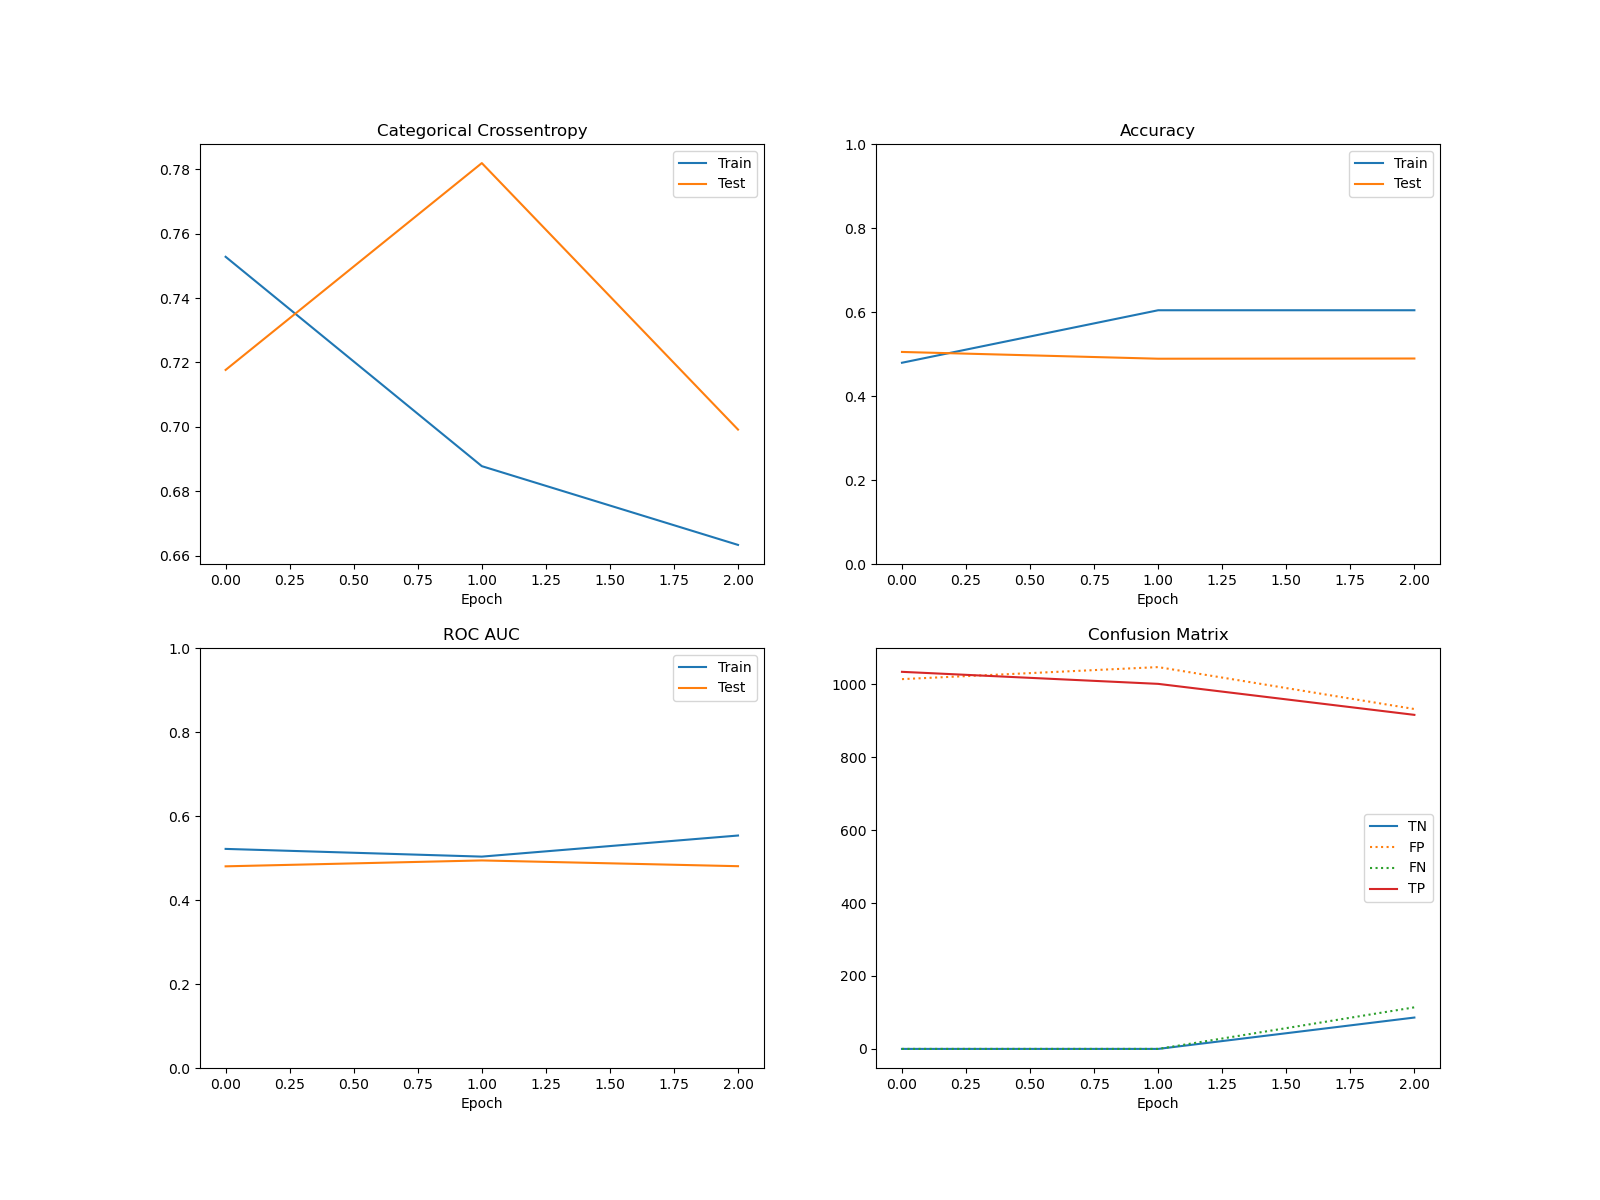 Categorical Crossentropy
0.78
0.76
0.74
0.72
0.70
0.68
0.66
Train
Test
0.00 0.25 0.50 0.75 1.00 1.25 1.50 1.75 2.00
Epoch
Accuracy
1.0
0.8
0.6
0.4
0.2
0.0
Train
Test
0.00 0.25 0.50 0.75 1.00 1.25 1.50 1.75 2.00
Epoch
ROC AUC
1.0
0.8
0.6
0.4
0.2
0.0
Train
Test
0.00 0.25 0.50 0.75 1.00 1.25 1.50 1.75 2.00
Epoch
Confusion Matrix
1000
800
600
400
200
0
TN
FP
FN
TP
0.00 0.25 0.50 0.75 1.00 1.25 1.50 1.75 2.00
Epoch